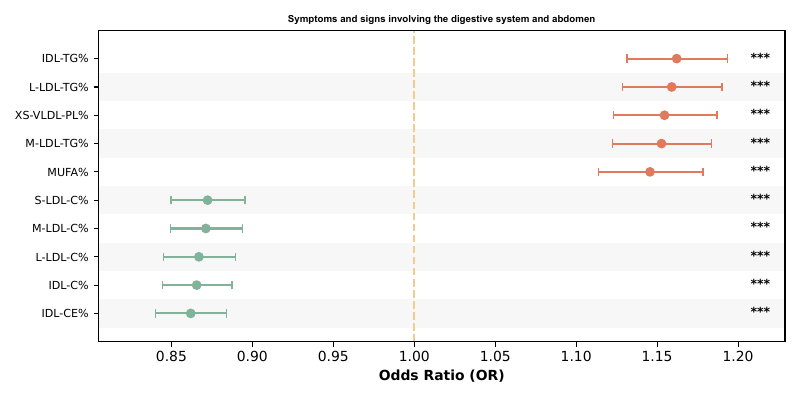 Symptoms and signs involving the digestive system and abdomen
IDL-TG% ***
L-LDL-TG% ***
XS-VLDL-PL% ***
M-LDL-TG% ***
MUFA% ***
S-LDL-C% ***
M-LDL-C% ***
L-LDL-C% ***
IDL-C% ***
IDL-CE% ***
0.85 0.90 0.95 1.00 1.05 1.10 1.15 1.20
Odds Ratio (OR)